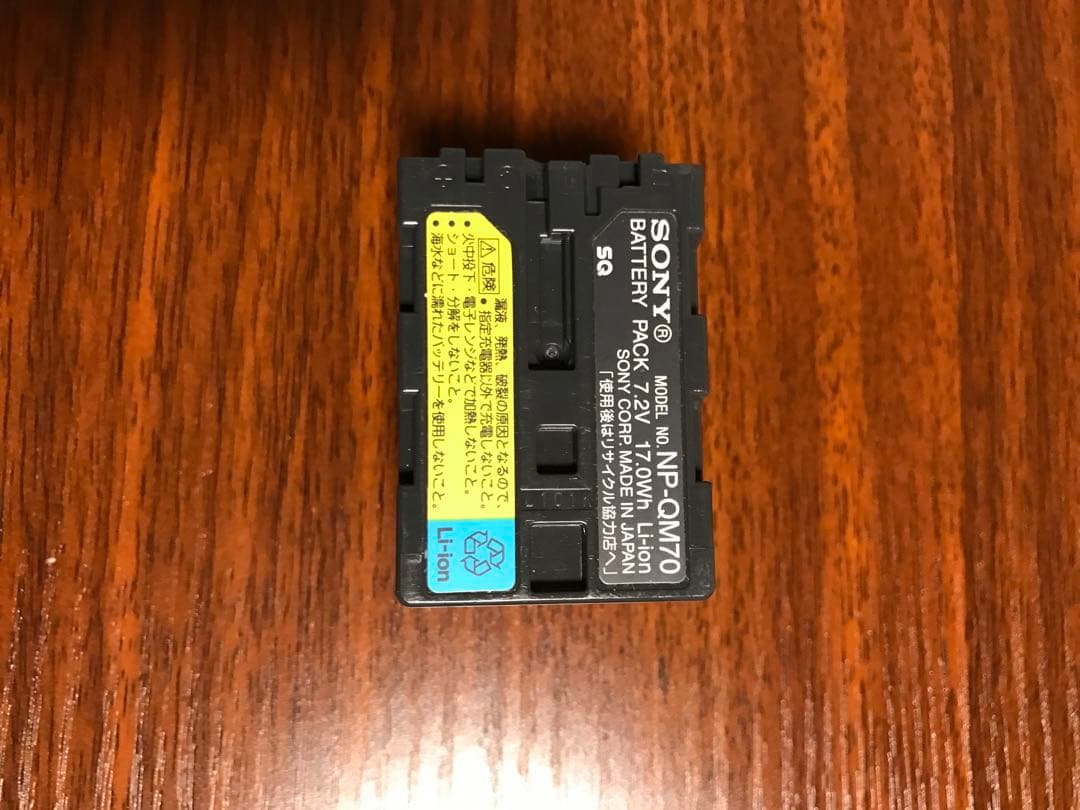 SONY® MODEL NO. NP-QM70
BATTERY PACK 7.2V 17.0Wh Li-ion
SONY CORP. MADE IN JAPAN
「使用後はリサイクル協力店へ」
SQ
⚠危険 漏液、発熱、破裂の原因となるので、
• 指定充電器以外で充電しないこと。
• 火中投下・電子レンジなどで加熱しないこと。
• ショート・分解をしないこと。
• 海水などに濡れたバッテリーを使用しないこと。
Li-ion
+ C -